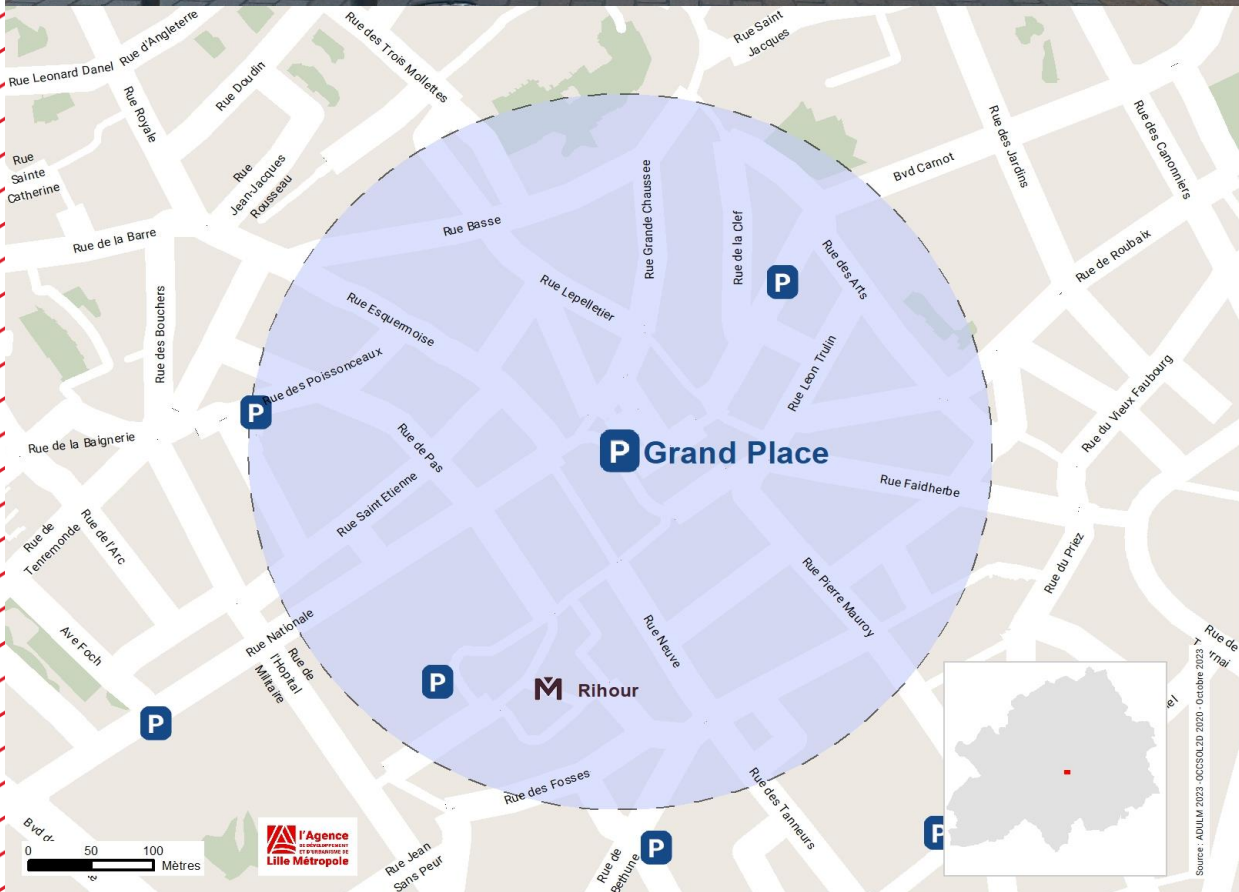 Rue Saint
Jacques
Rue d'Angleterre
Rue des Trois Mollettes
Rue Leonard Danel
Rue Doudin
Rue Royale
Rue des Jardins
Rue des Canonniers
Rue
Sainte
Catherine
Rue
Jean-Jacques
Rousseau
Bvd Carnot
Rue Grande Chaussee
Rue de la Clef
Rue Basse
Rue de la Barre
Rue des Arts
Rue de Roubaix
P
Rue Lepelletier
Rue Esquermoise
Rue des Bouchers
Rue Leon Trulin
Rue des Poissonceaux
P
Rue du Vieux Faubourg
Rue de la Baignerie
Rue de Pas
P Grand Place
Rue Saint Etienne
Rue Faidherbe
Rue de
Tenremonde
Rue de l'Arc
Rue du Priez
Rue Pierre Mauroy
Ave Foch
Rue Nationale
Rue Neuve
Rue de
l'Hopital
Militaire
Rue de
P
M Rihour
P
Rue des Fosses
Rue des Tanneurs
P
P
Rue de
Bethune
Rue Jean
Sans Peur
Bvd
0 50 100
Mètres
l'Agence
DE DÉVELOPPEMENT
ET D'URBANISME DE
Lille Métropole
Source : ADULM 2023 -OCCSOL2D 2020 - Octobre 2023